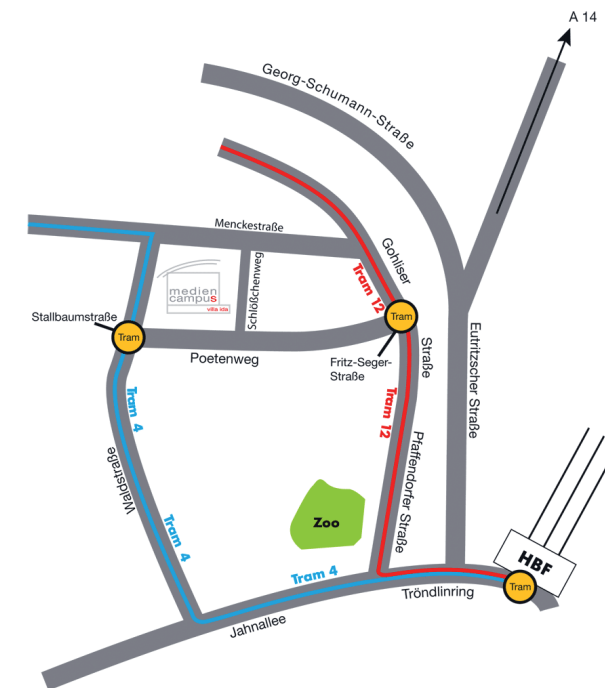 A 14
Georg-Schumann-Straße
Menckestraße
Gohliser
Schlößchenweg
medien
campus
villa ida
Tram 12
Stallbaumstraße
Tram
Tram
Poetenweg
Fritz-Seger-
Straße
Straße
Eutritzscher Straße
Tram 4
Tram 12
Waldstraße
Pfaffendorfer Straße
Zoo
Tram 4
HBF
Tram 4
Tram
Tröndlinring
Jahnallee